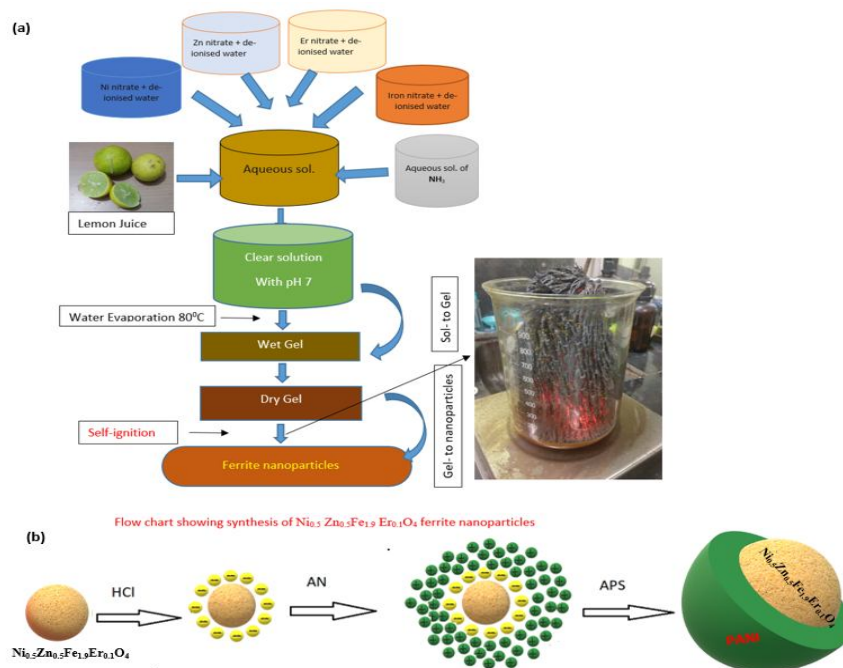 (a)
Zn nitrate + de-
ionised water
Er nitrate + de-
ionised water
Ni nitrate + de-
ionised water
Iron nitrate + de-
ionised water
Aqueous sol.
Aqueous sol. of
NH3
Lemon Juice
Clear solution
With pH 7
Water Evaporation 80⁰C
Wet Gel
Dry Gel
Self-ignition
Ferrite nanoparticles
Sol- to Gel
Gel- to nanoparticles
Flow chart showing synthesis of Ni0.5 Zn0.5Fe1.9 Er0.1O4 ferrite nanoparticles
(b)
HCl
AN
APS
Ni0.5Zn0.5Fe1.9Er0.1O4
Ni0.5Zn0.5Fe1.9Er0.1O4
PANI